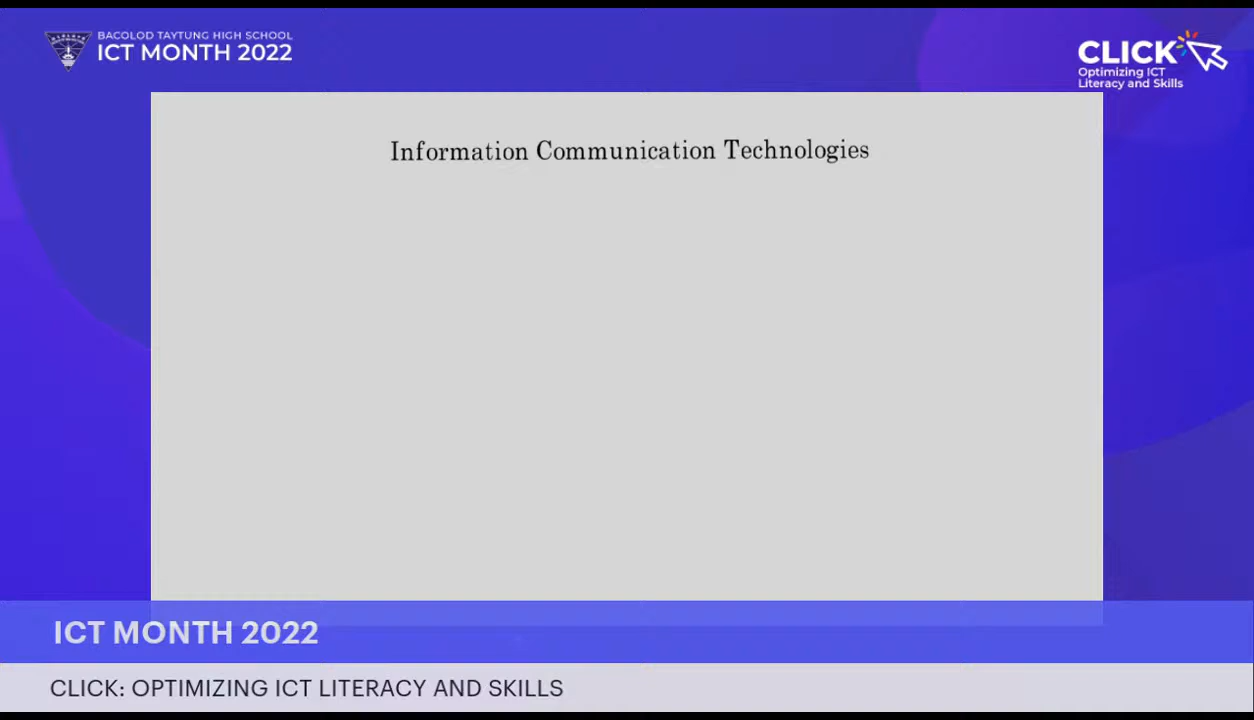 BACOLOD TAYTUNG HIGH SCHOOL
ICT MONTH 2022
CLICK
Optimizing ICT
Literacy and Skills
Information Communication Technologies
ICT MONTH 2022
CLICK: OPTIMIZING ICT LITERACY AND SKILLS